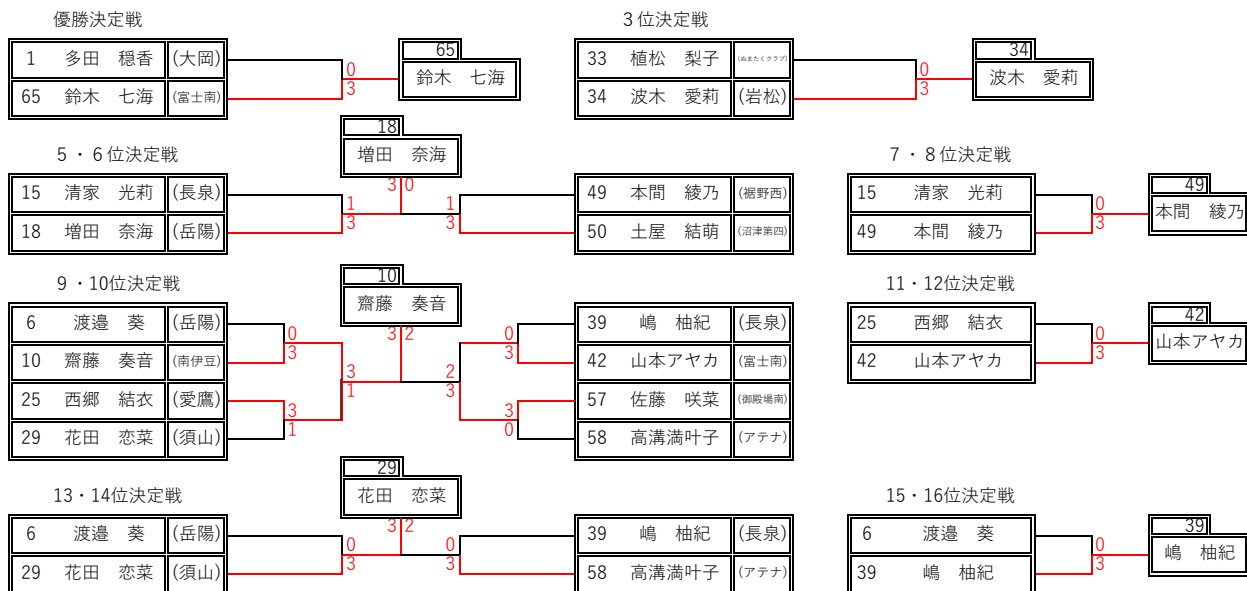 優勝決定戦
1 多田 穏香 (大岡)
65 鈴木 七海 (富士南)
0
3
65
鈴木 七海
3位決定戦
33 植松 梨子 (ぬまたくクラブ)
34 波木 愛莉 (岩松)
0
3
34
波木 愛莉
5・6位決定戦
15 清家 光莉 (長泉)
18 増田 奈海 (岳陽)
1
3
18
増田 奈海
3 0
1
3
49 本間 綾乃 (裾野西)
50 土屋 結萌 (沼津第四)
7・8位決定戦
15 清家 光莉
49 本間 綾乃
0
3
49
本間 綾乃
9・10位決定戦
6 渡邉 葵 (岳陽)
10 齋藤 奏音 (南伊豆)
25 西郷 結衣 (愛鷹)
29 花田 恋菜 (須山)
0
3
3
1
3
1
10
齋藤 奏音
3 2
2
3
0
3
3
0
39 嶋 柚紀 (長泉)
42 山本アヤカ (富士南)
57 佐藤 咲菜 (御殿場南)
58 高溝満叶子 (アテナ)
11・12位決定戦
25 西郷 結衣
42 山本アヤカ
0
3
42
山本アヤカ
13・14位決定戦
6 渡邉 葵 (岳陽)
29 花田 恋菜 (須山)
0
3
29
花田 恋菜
3 2
0
3
39 嶋 柚紀 (長泉)
58 高溝満叶子 (アテナ)
15・16位決定戦
6 渡邉 葵
39 嶋 柚紀
0
3
39
嶋 柚紀